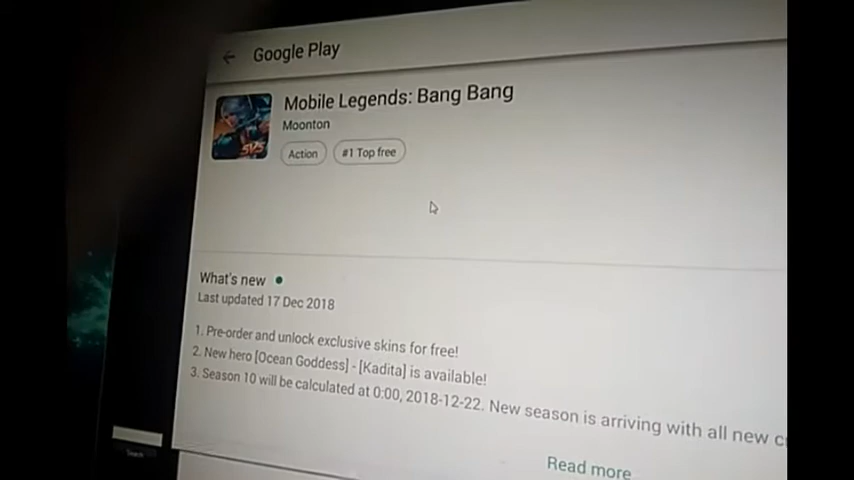 Google Play
Mobile Legends: Bang Bang
Moonton
5V5
Action
#1 Top free
What's new
Last updated 17 Dec 2018
1. Pre-order and unlock exclusive skins for free!
2. New hero [Ocean Goddess] - [Kadita] is available!
3. Season 10 will be calculated at 0:00, 2018-12-22. New season is arriving with all new
Read more